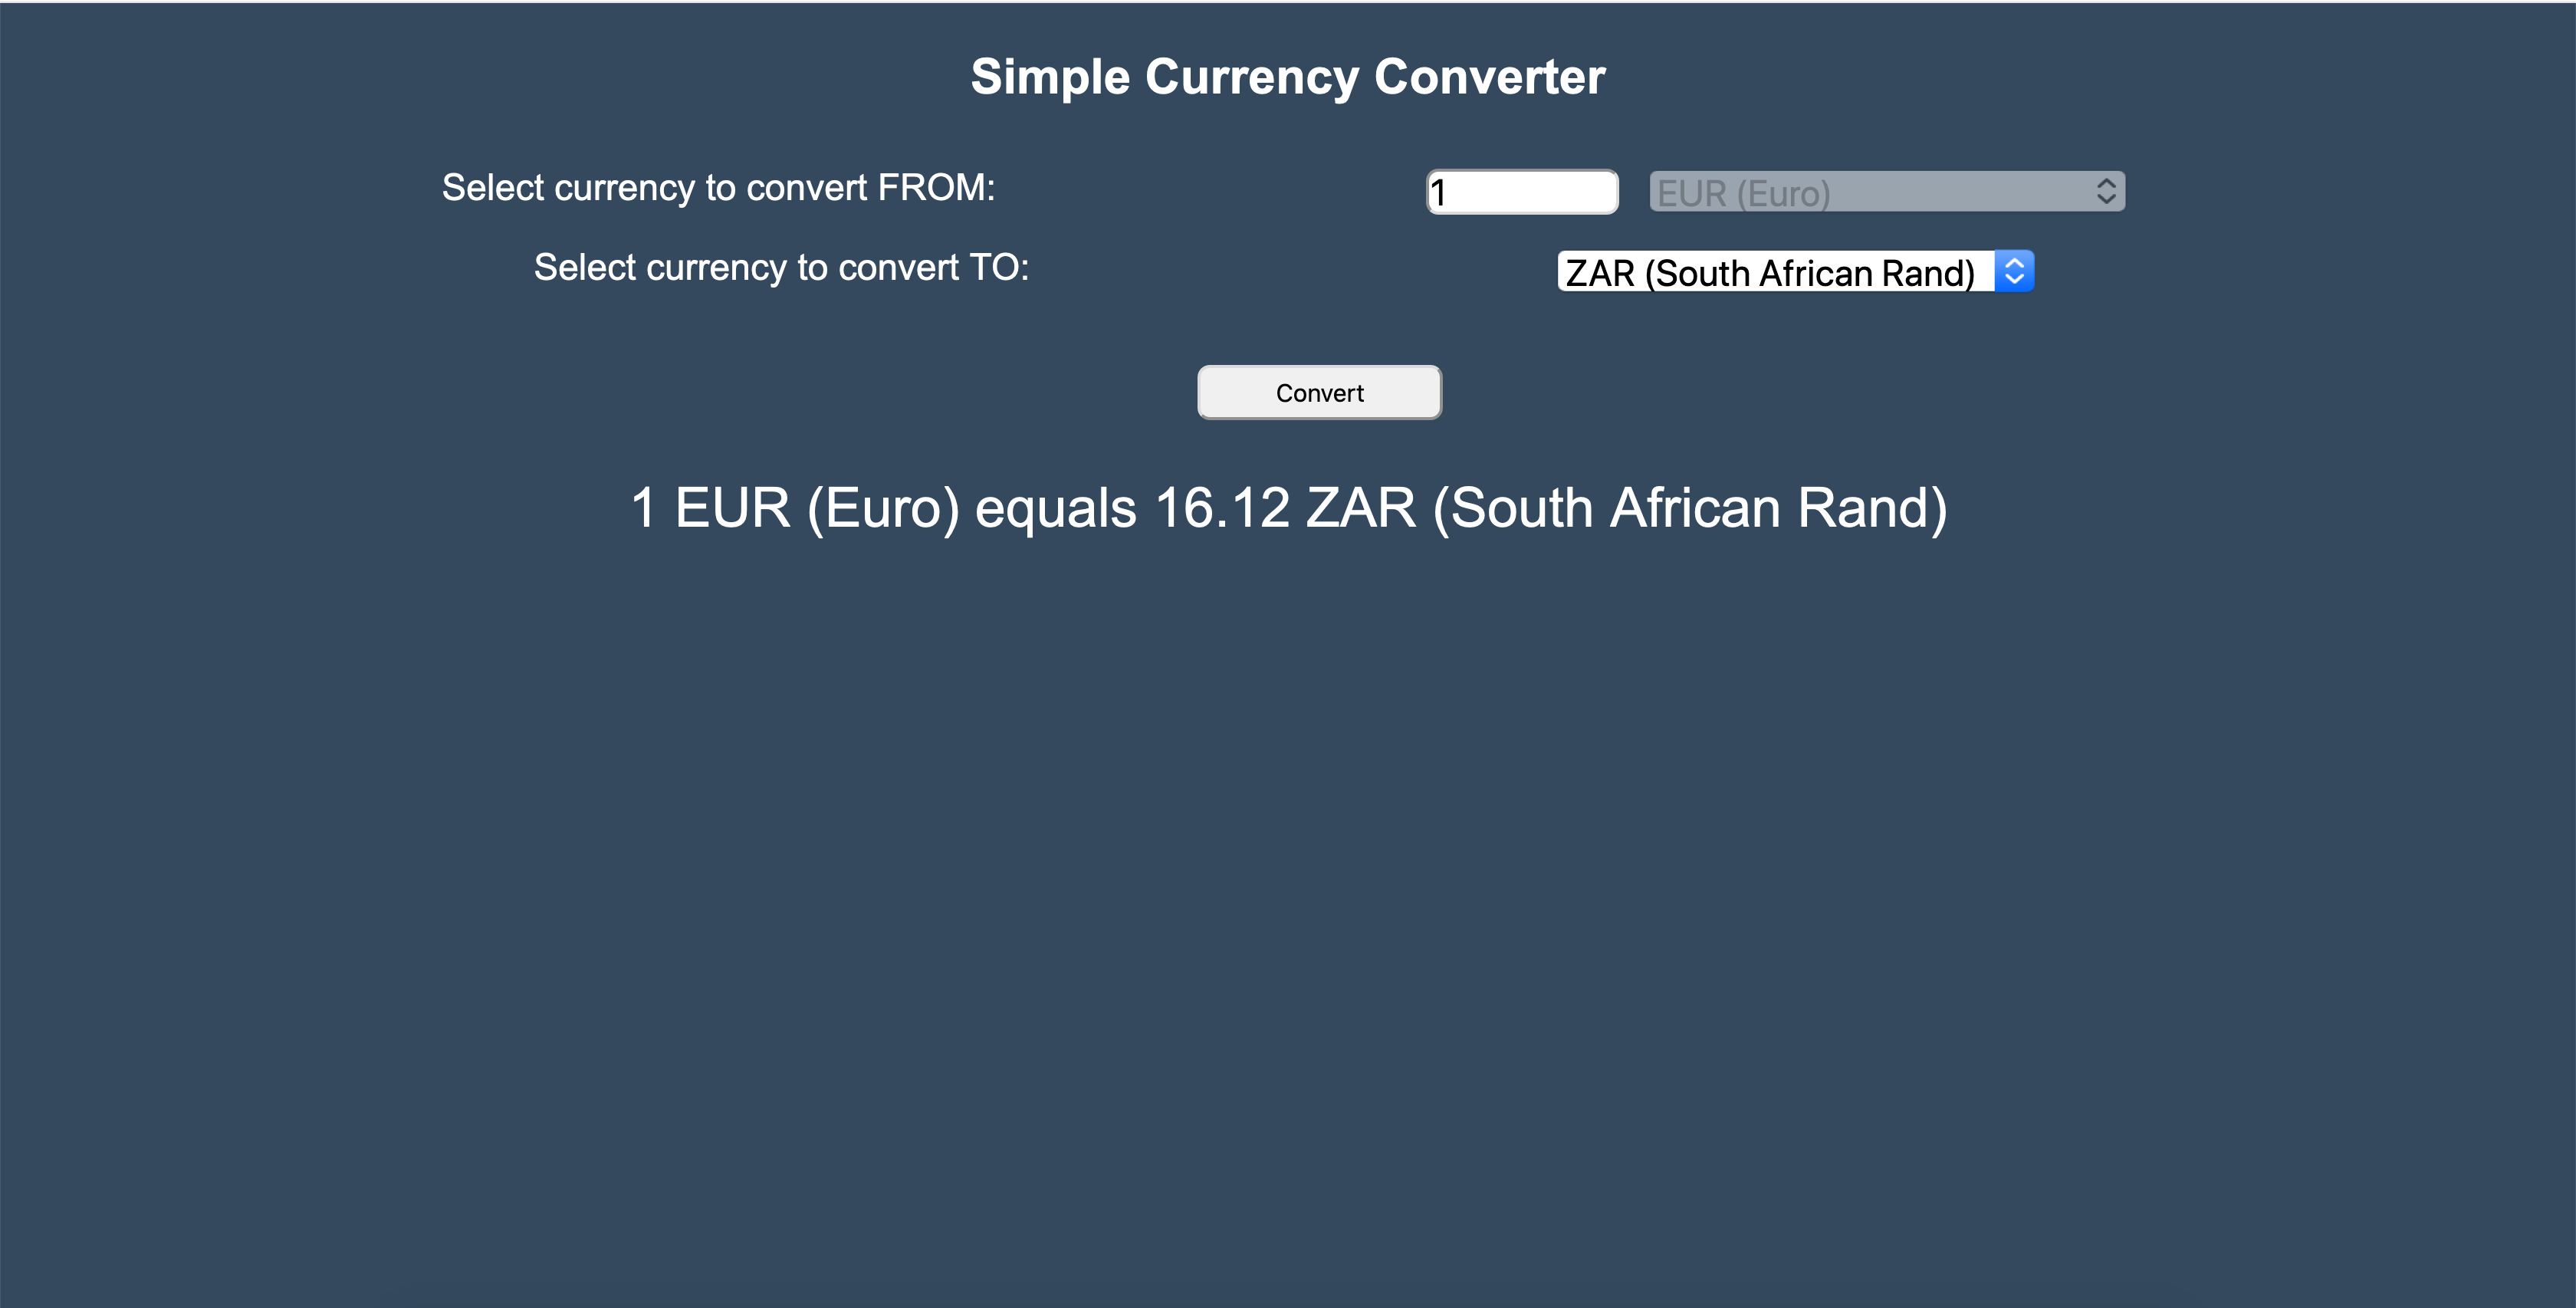 Simple Currency Converter
Select currency to convert FROM: 1 EUR (Euro)
Select currency to convert TO: ZAR (South African Rand)
Convert
1 EUR (Euro) equals 16.12 ZAR (South African Rand)